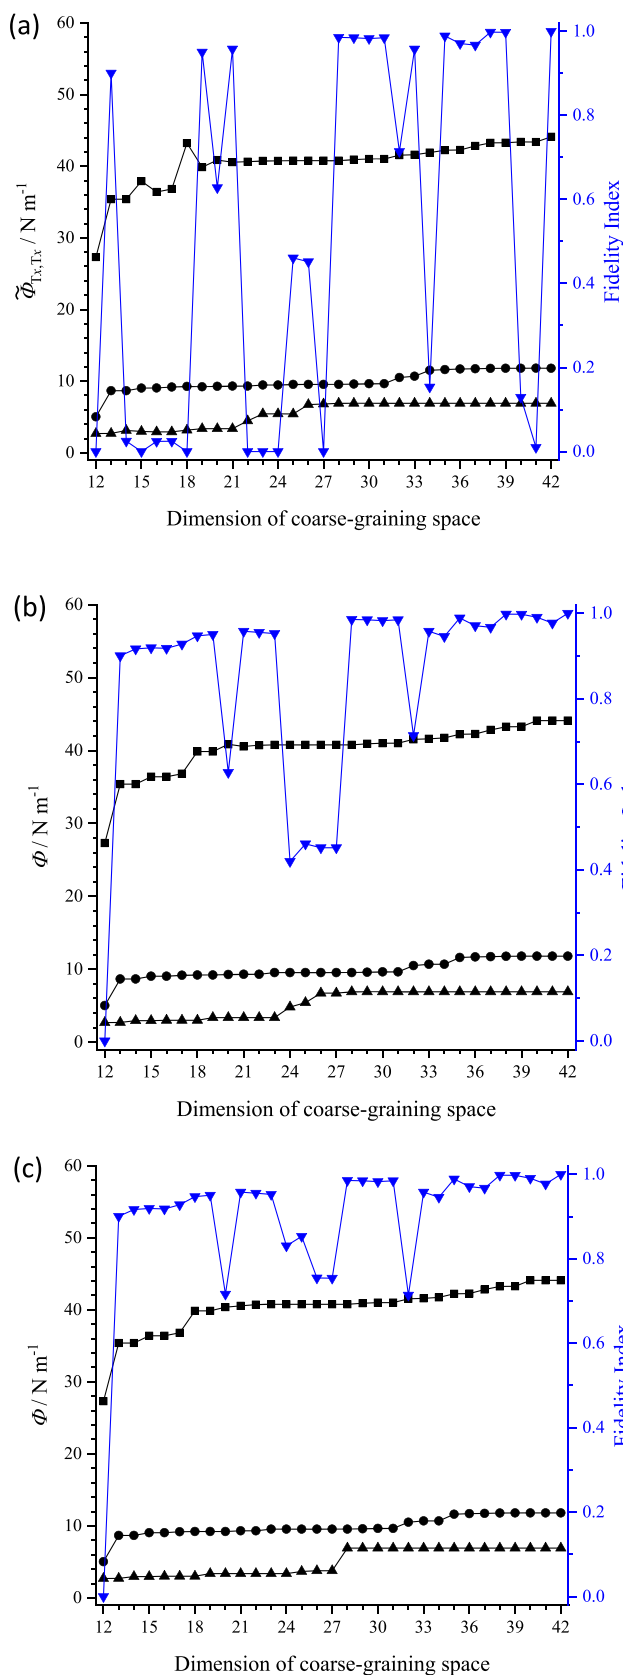 (a)
60
50
40
30
20
10
0
Φ̃Tx,Tx / N m⁻¹
1.0
0.8
0.6
0.4
0.2
0.0
Fidelity Index
12 15 18 21 24 27 30 33 36 39 42
Dimension of coarse-graining space
(b)
60
50
40
30
20
10
0
Φ / N m⁻¹
1.0
0.8
0.6
0.4
0.2
0.0
12 15 18 21 24 27 30 33 36 39 42
Dimension of coarse-graining space
(c)
60
50
40
30
20
10
0
Φ / N m⁻¹
1.0
0.8
0.6
0.4
0.2
0.0
Fidelity Index
12 15 18 21 24 27 30 33 36 39 42
Dimension of coarse-graining space